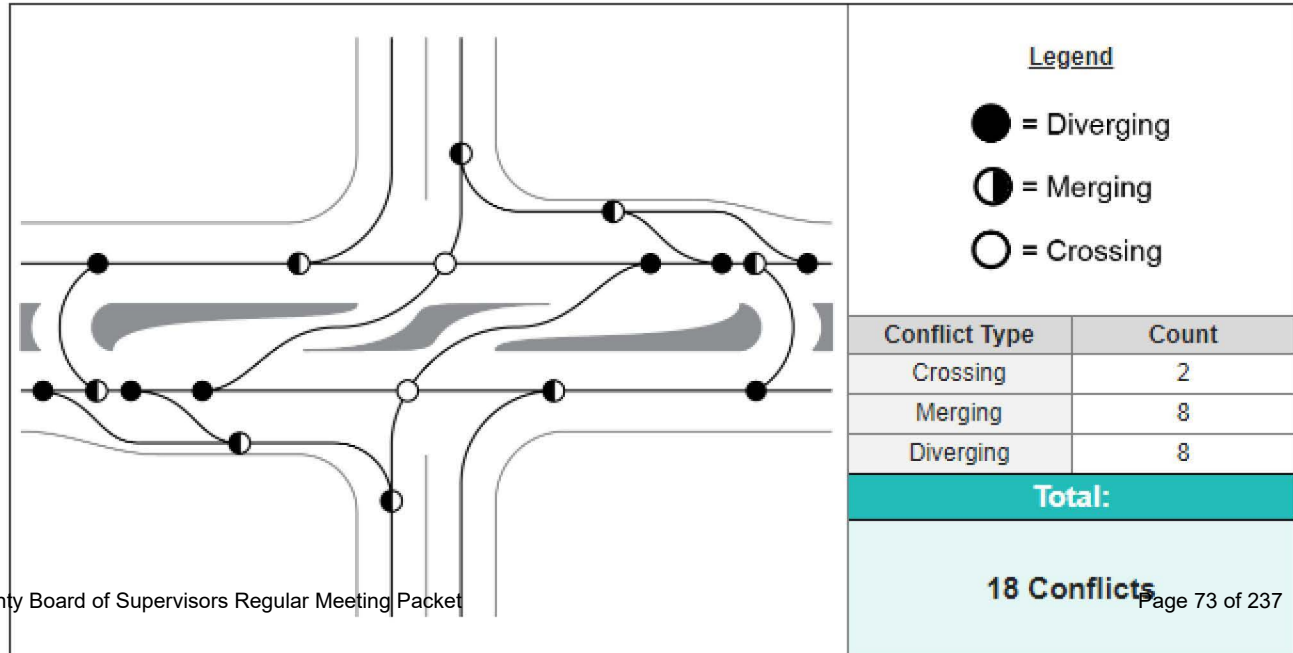 Legend
= Diverging
= Merging
= Crossing
Conflict Type Count
Crossing 2
Merging 8
Diverging 8
Total:
18 Conflicts
nty Board of Supervisors Regular Meeting Packet
Page 73 of 237